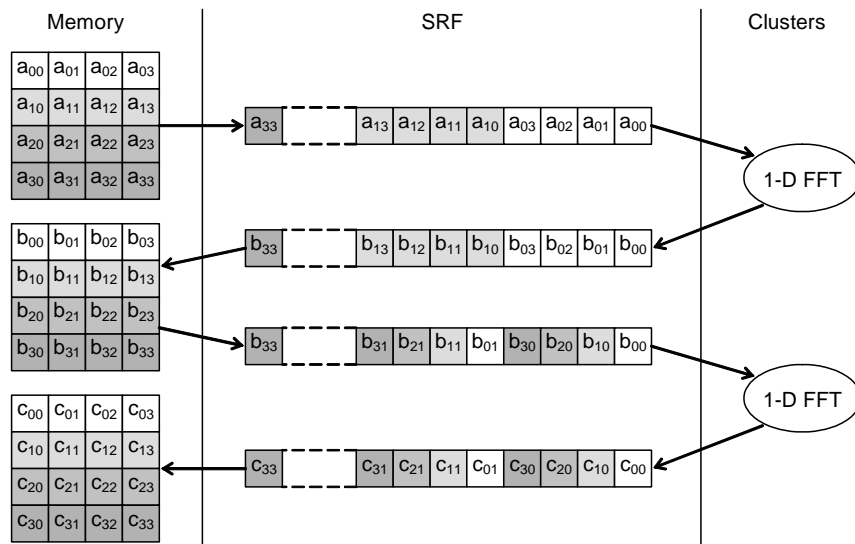 Memory SRF Clusters
a00 a01 a02 a03
a10 a11 a12 a13
a20 a21 a22 a23
a30 a31 a32 a33
a33 a13 a12 a11 a10 a03 a02 a01 a00
1-D FFT
b00 b01 b02 b03
b10 b11 b12 b13
b20 b21 b22 b23
b30 b31 b32 b33
b33 b13 b12 b11 b10 b03 b02 b01 b00
b33 b31 b21 b11 b01 b30 b20 b10 b00
1-D FFT
c00 c01 c02 c03
c10 c11 c12 c13
c20 c21 c22 c23
c30 c31 c32 c33
c33 c31 c21 c11 c01 c30 c20 c10 c00